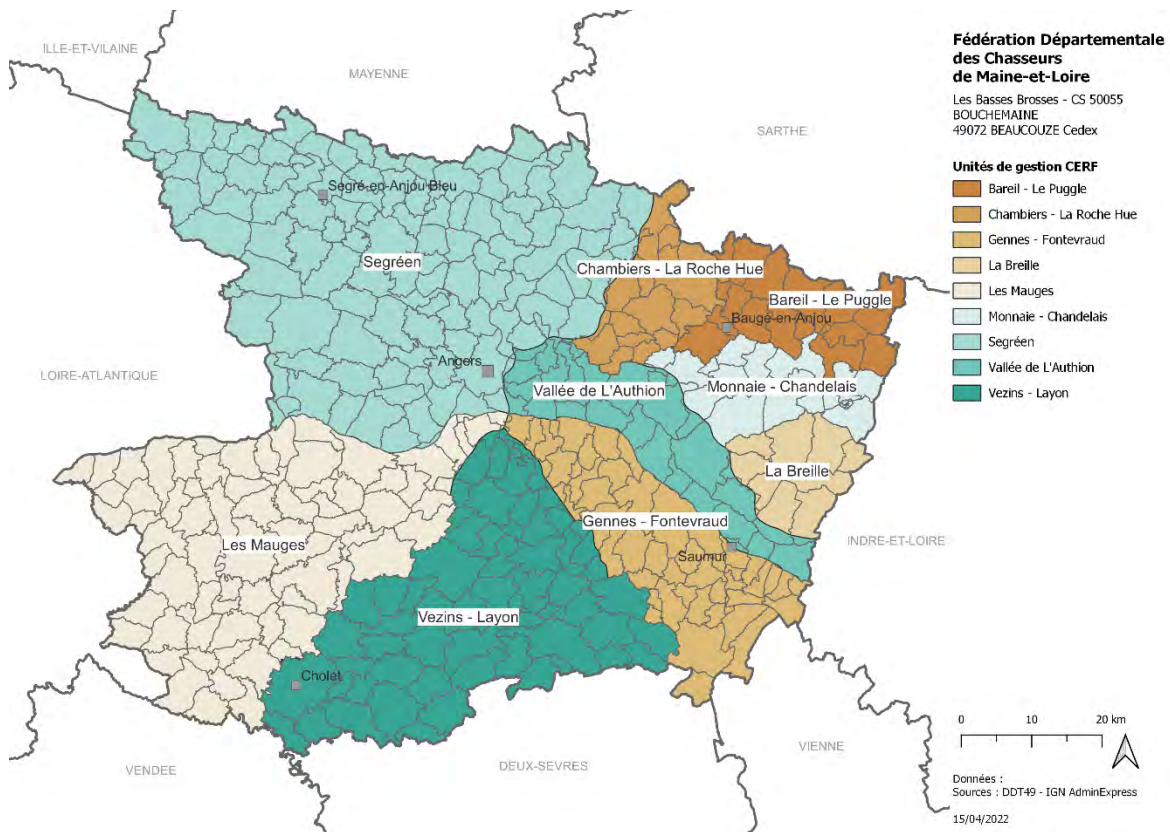 ILLE-ET-VILAINE
MAYENNE
SARTHE
LOIRE-ATLANTIQUE
INDRE-ET-LOIRE
VENDEE
DEUX-SEVRES
VIENNE
Segré-en-Anjou Bleu
Segréen
Chambiers - La Roche Hue
Bareil - Le Puggle
Baugé-en-Anjou
Angers
Vallée de L'Authion
Monnaie - Chandelais
La Breille
Gennes - Fontevraud
Saumur
Les Mauges
Vezins - Layon
Cholet
Fédération Départementale
des Chasseurs
de Maine-et-Loire
Les Basses Brosses - CS 50055
BOUCHEMAINE
49072 BEAUCOUZE Cedex
Unités de gestion CERF
Bareil - Le Puggle
Chambiers - La Roche Hue
Gennes - Fontevraud
La Breille
Les Mauges
Monnaie - Chandelais
Segréen
Vallée de L'Authion
Vezins - Layon
0 10 20 km
Données :
Sources : DDT49 - IGN AdminExpress
15/04/2022